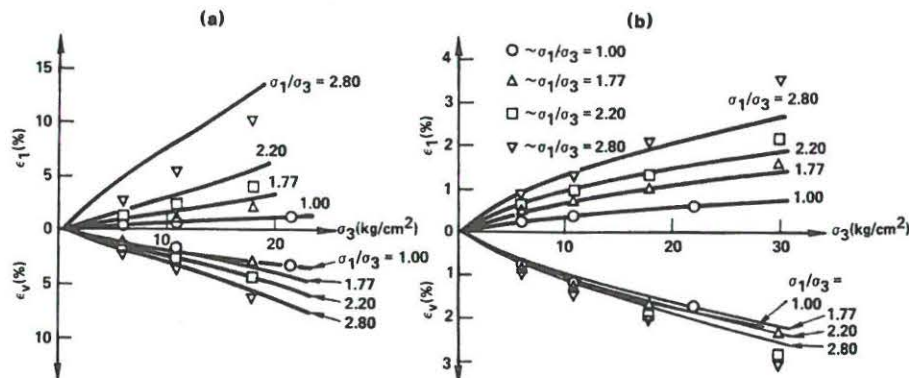 (a)
15
10
5
0
5
10
ε₁(%)
εᵥ(%)
σ₁/σ₃ = 2.80
2.20
1.77
1.00
10
20
σ₃(kg/cm²)
σ₁/σ₃ = 1.00
1.77
2.20
2.80
(b)
4
3
2
1
0
1
2
3
ε₁(%)
εᵥ(%)
○ ~σ₁/σ₃ = 1.00
△ ~σ₁/σ₃ = 1.77
□ ~σ₁/σ₃ = 2.20
▽ ~σ₁/σ₃ = 2.80
σ₁/σ₃ = 2.80
2.20
1.77
1.00
10
20
30
σ₃(kg/cm²)
σ₁/σ₃ =
1.00
1.77
2.20
2.80